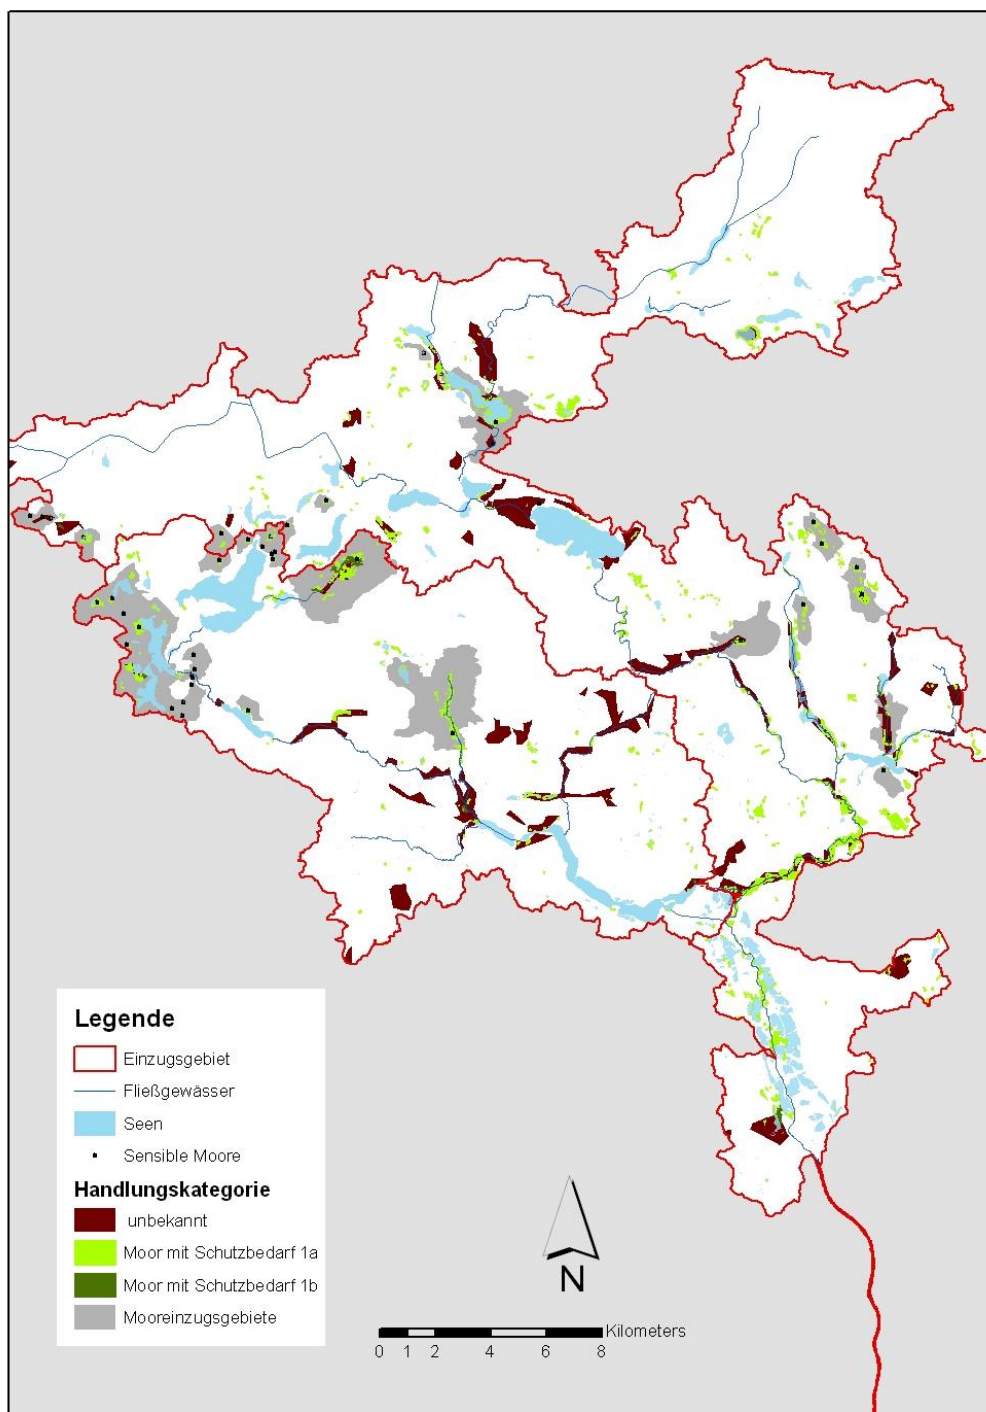 Legende
Einzugsgebiet
Fließgewässer
Seen
Sensible Moore
Handlungskategorie
unbekannt
Moor mit Schutzbedarf 1a
Moor mit Schutzbedarf 1b
Mooreinzugsgebiete
N
Kilometers
0 1 2 4 6 8